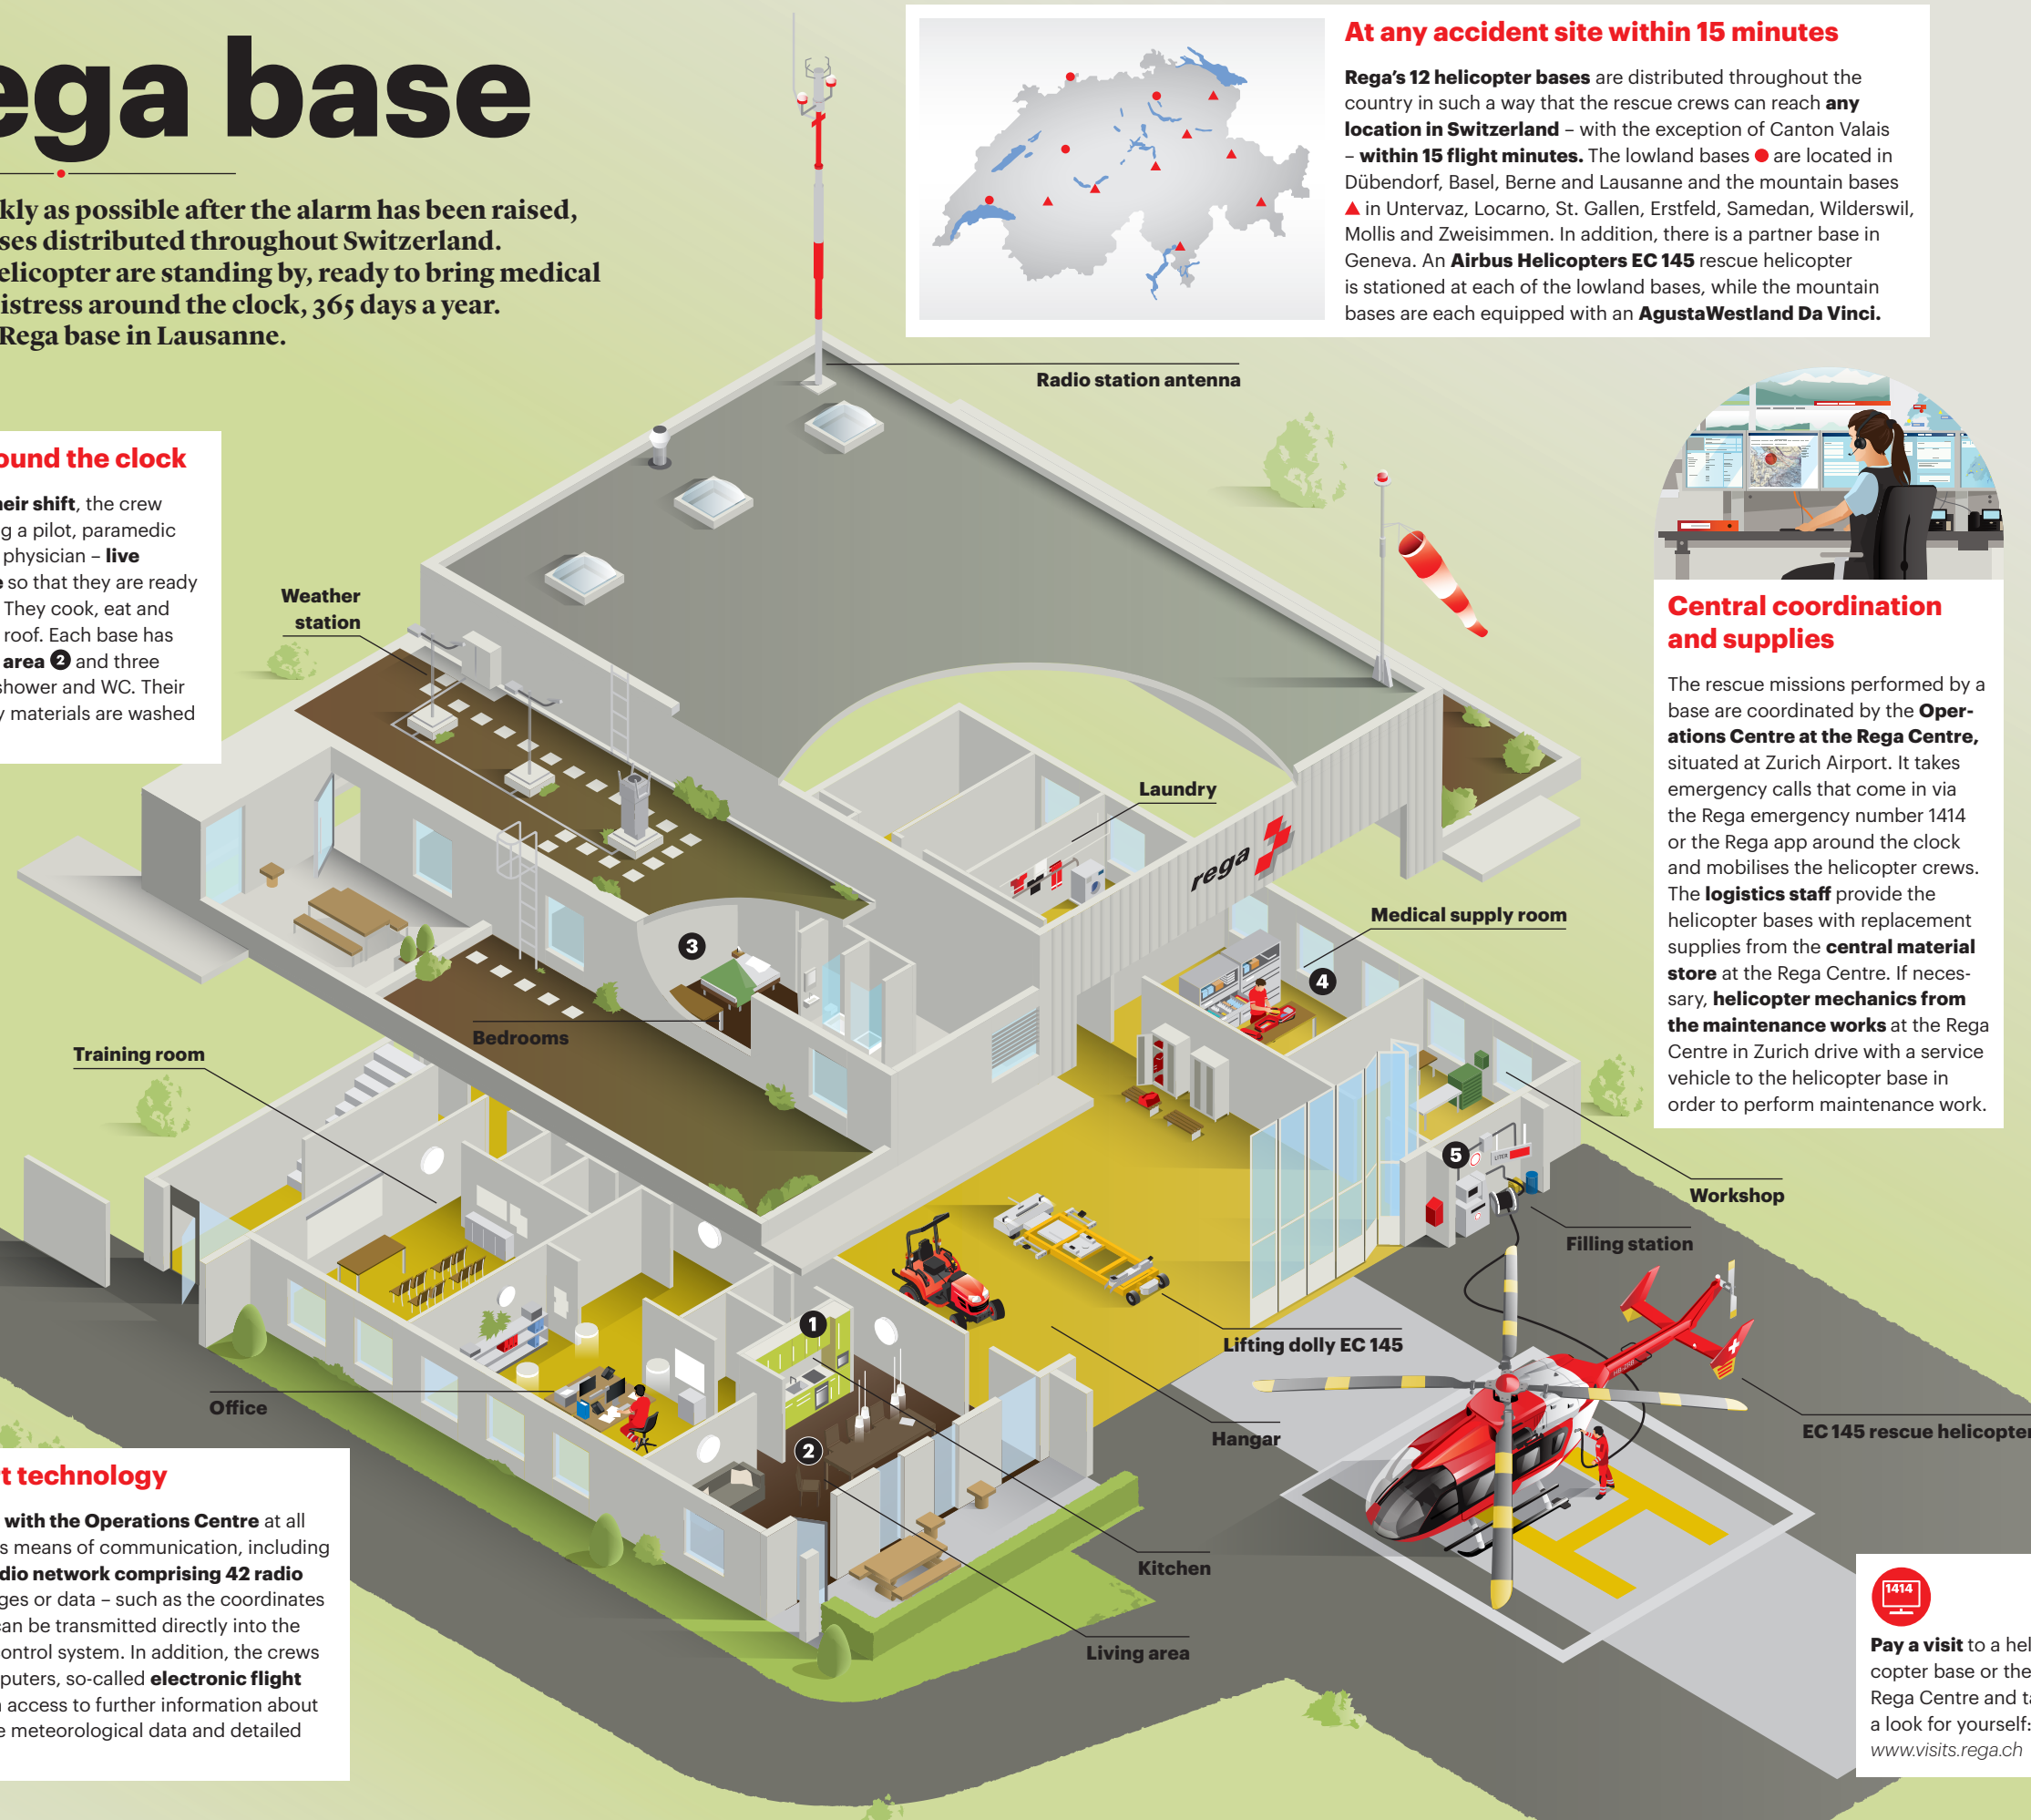 ega base
kly as possible after the alarm has been raised,
ses distributed throughout Switzerland.
elicopter are standing by, ready to bring medical
istress around the clock, 365 days a year.
Rega base in Lausanne.
At any accident site within 15 minutes
Rega's 12 helicopter bases are distributed throughout the
country in such a way that the rescue crews can reach any
location in Switzerland – with the exception of Canton Valais
– within 15 flight minutes. The lowland bases ● are located in
Dübendorf, Basel, Berne and Lausanne and the mountain bases
▲ in Untervaz, Locarno, St. Gallen, Erstfeld, Samedan, Wilderswil,
Mollis and Zweisimmen. In addition, there is a partner base in
Geneva. An Airbus Helicopters EC 145 rescue helicopter
is stationed at each of the lowland bases, while the mountain
bases are each equipped with an AgustaWestland Da Vinci.
Radio station antenna
ound the clock
heir shift, the crew
g a pilot, paramedic
physician – live
e so that they are ready
They cook, eat and
roof. Each base has
area 2 and three
shower and WC. Their
y materials are washed
Weather
station
Central coordination
and supplies
The rescue missions performed by a
base are coordinated by the Oper-
ations Centre at the Rega Centre,
situated at Zurich Airport. It takes
emergency calls that come in via
the Rega emergency number 1414
or the Rega app around the clock
and mobilises the helicopter crews.
The logistics staff provide the
helicopter bases with replacement
supplies from the central material
store at the Rega Centre. If neces-
sary, helicopter mechanics from
the maintenance works at the Rega
Centre in Zurich drive with a service
vehicle to the helicopter base in
order to perform maintenance work.
Laundry
rega
Medical supply room
3
4
Bedrooms
Training room
5
LITER
Workshop
Filling station
1
Lifting dolly EC 145
Office
Hangar
EC 145 rescue helicopter
2
Kitchen
Living area
t technology
with the Operations Centre at all
s means of communication, including
dio network comprising 42 radio
ges or data – such as the coordinates
can be transmitted directly into the
ontrol system. In addition, the crews
puters, so-called electronic flight
access to further information about
e meteorological data and detailed
1414
Pay a visit to a hel
copter base or the
Rega Centre and ta
a look for yourself:
www.visits.rega.ch